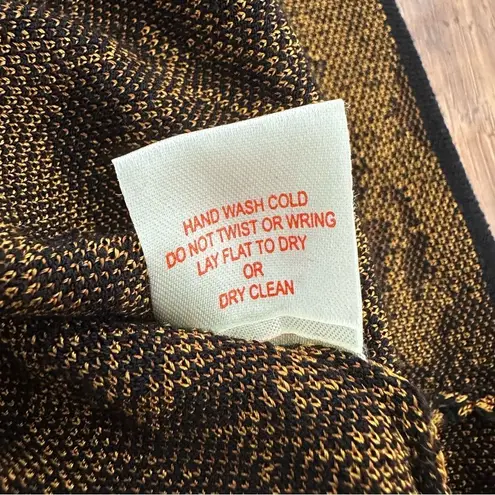 HAND WASH COLD
DO NOT TWIST OR WRING
LAY FLAT TO DRY
OR
DRY CLEAN